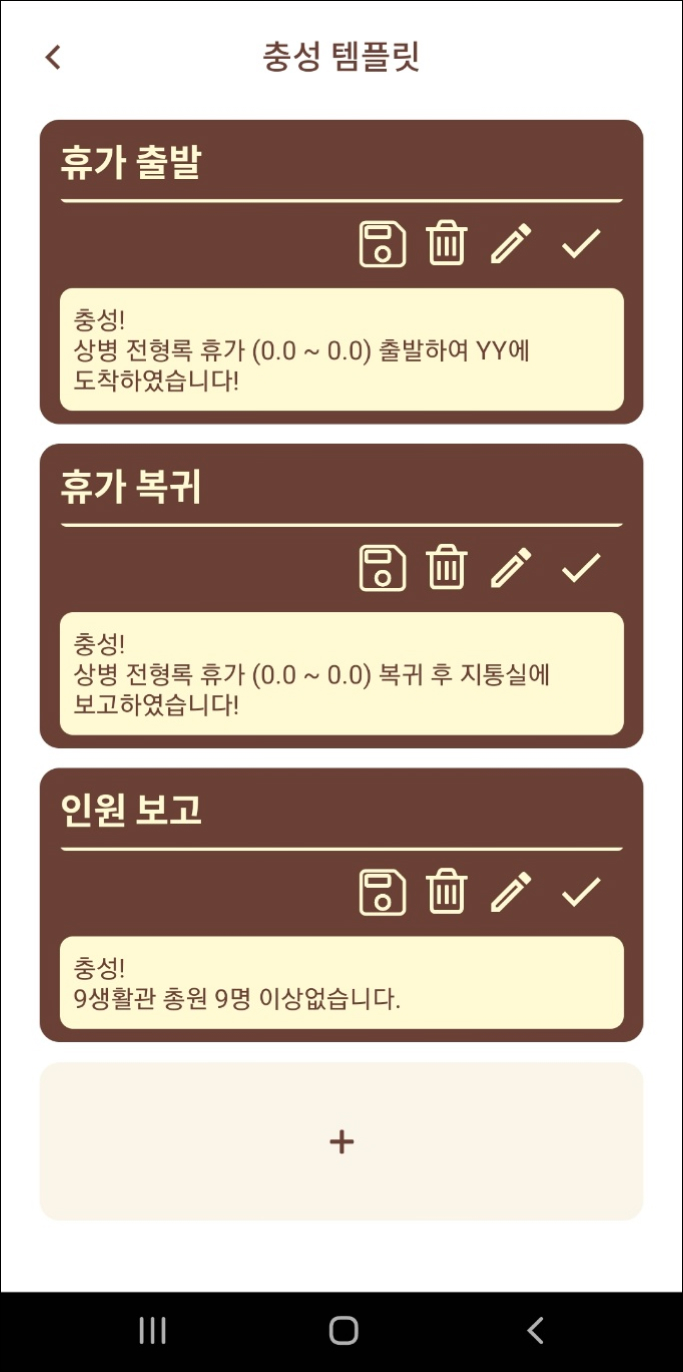 충성 템플릿
휴가 출발
충성!
상병 전형록 휴가 (0.0 ~ 0.0) 출발하여 YY에
도착하였습니다!
휴가 복귀
충성!
상병 전형록 휴가 (0.0 ~ 0.0) 복귀 후 지통실에
보고하였습니다!
인원 보고
충성!
9생활관 총원 9명 이상없습니다.
+